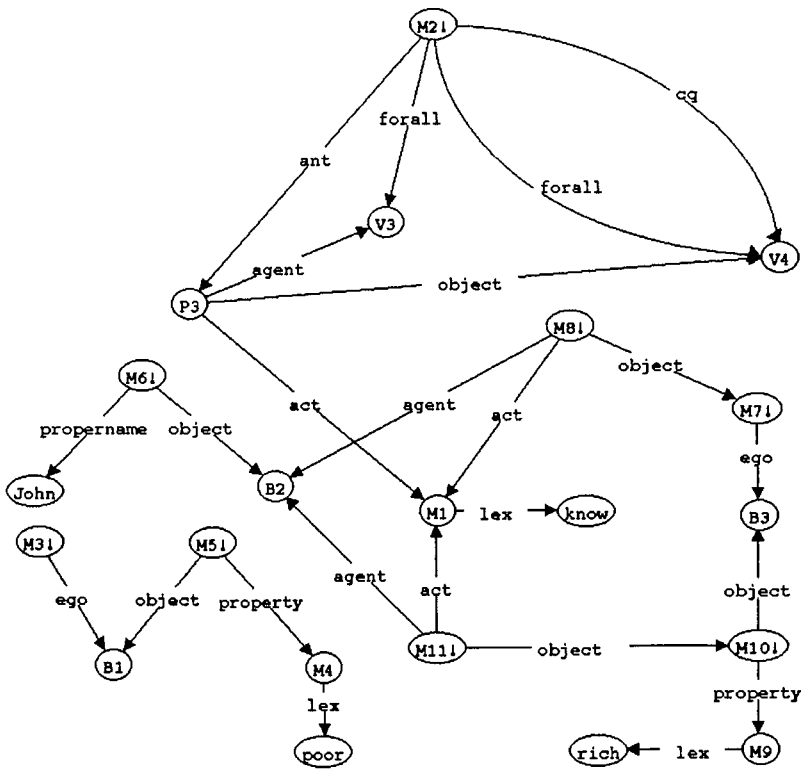 M2↓
cq
forall
ant
forall
V3
V4
agent
object
P3
M8↓
M6↓
object
act
agent
act
M7↓
propername object
ego
John
B2
M1 lex know
B3
M3↓
M5↓
ego
object
property
agent
act
object
B1
M4
M11↓
object
M10↓
lex
property
poor
rich lex M9